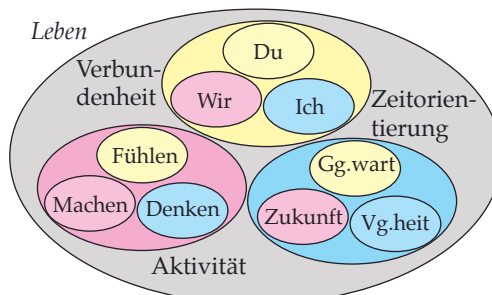 Leben
Du
Verbun-
denheit
Wir
Ich
Zeitorien-
tierung
Fühlen
Gg.wart
Machen
Denken
Zukunft
Vg.heit
Aktivität